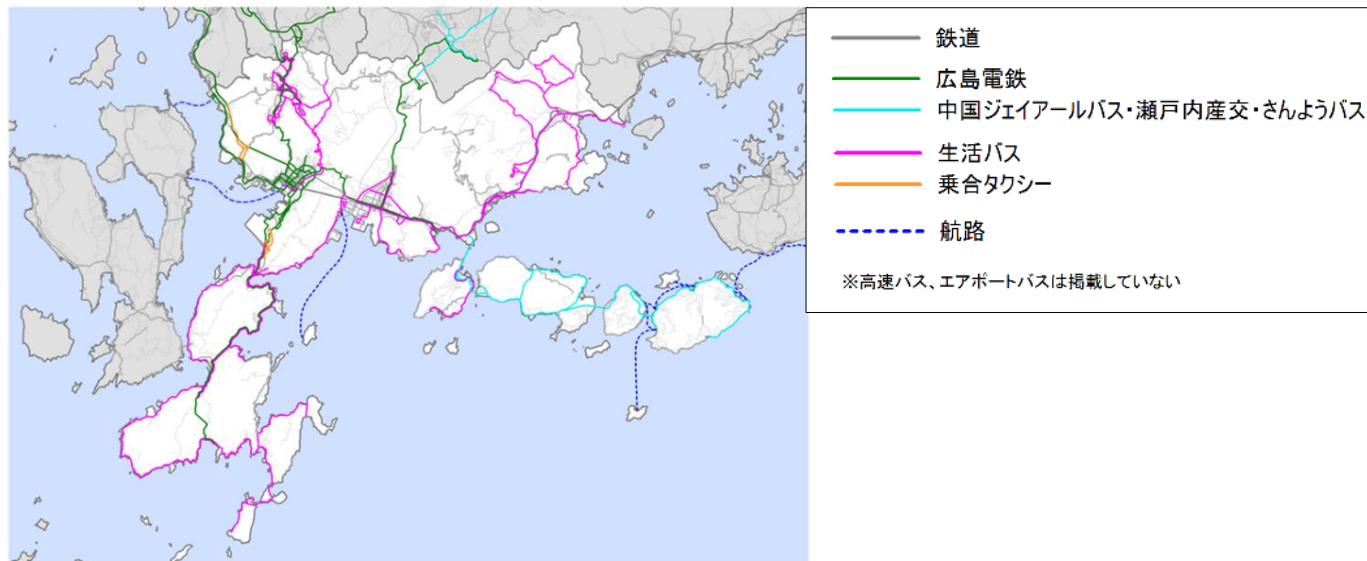 鉄道
広島電鉄
中国ジェイアールバス・瀬戸内産交・さんようバス
生活バス
乗合タクシー
航路
※高速バス、エアポートバスは掲載していない